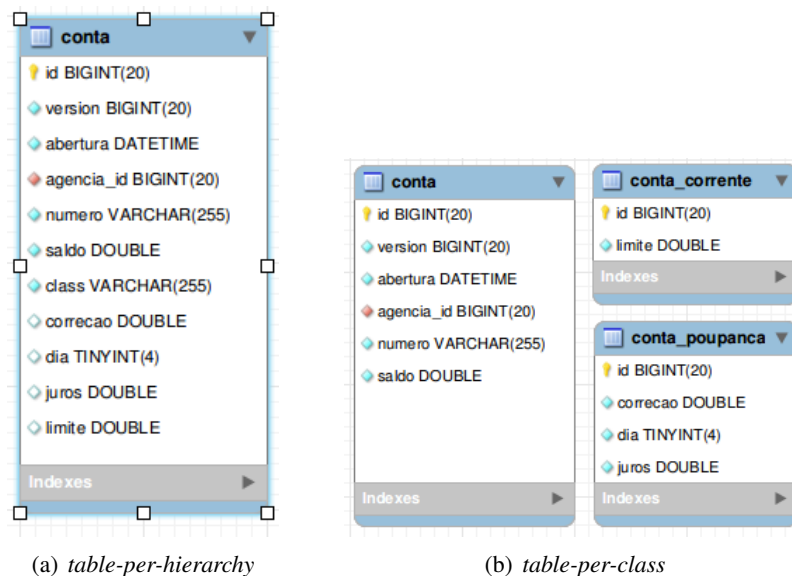 conta
id BIGINT(20)
version BIGINT(20)
abertura DATETIME
agencia_id BIGINT(20)
numero VARCHAR(255)
saldo DOUBLE
class VARCHAR(255)
correcao DOUBLE
dia TINYINT(4)
juros DOUBLE
limite DOUBLE
Indexes
(a) table-per-hierarchy
conta
id BIGINT(20)
version BIGINT(20)
abertura DATETIME
agencia_id BIGINT(20)
numero VARCHAR(255)
saldo DOUBLE
Indexes
conta_corrente
id BIGINT(20)
limite DOUBLE
Indexes
conta_poupanca
id BIGINT(20)
correcao DOUBLE
dia TINYINT(4)
juros DOUBLE
Indexes
(b) table-per-class